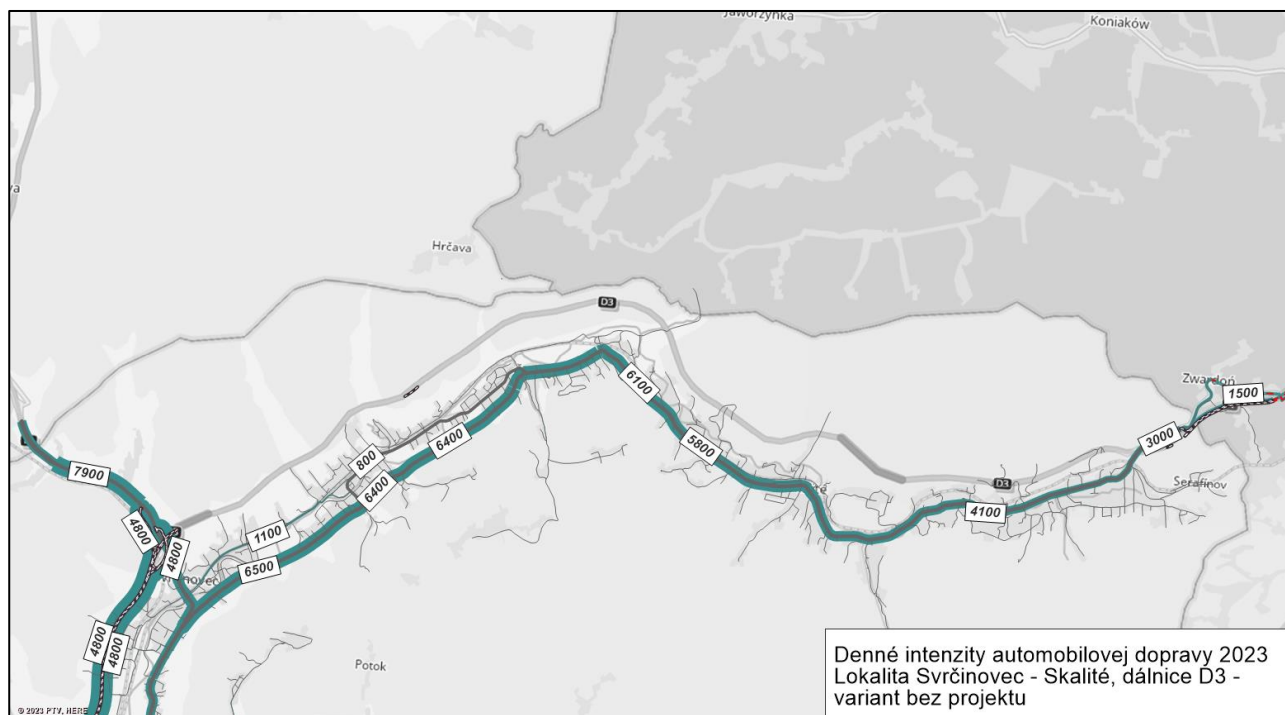 Jaworzynka
Koniaków
Hrčava
D3
Zwardoń
1500
6100
3000
800
6400
5800
6400
Serafinov
D3
7900
4100
4800
4800
1100
6500
4800
4800
Potok
Denné intenzity automobilovej dopravy 2023
Lokalita Svrčinovec - Skalité, dálnice D3 -
variant bez projektu
© 2023 PTV, HERE